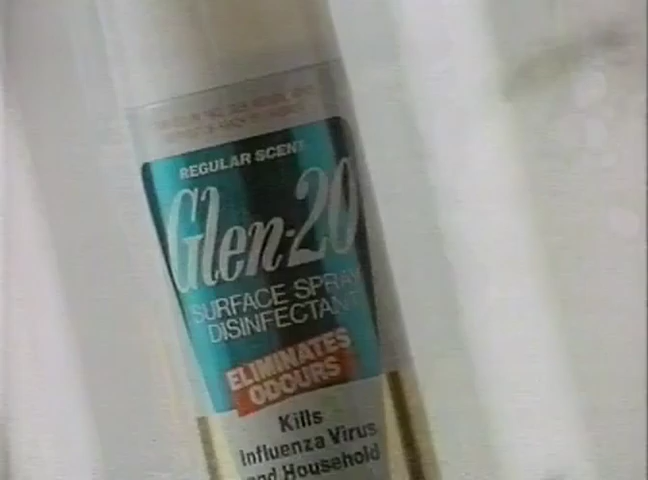 REGULAR SCENT
Glen-20
SURFACE SPRAY
DISINFECTANT
ELIMINATES
ODOURS
Kills
Influenza Virus
and Household